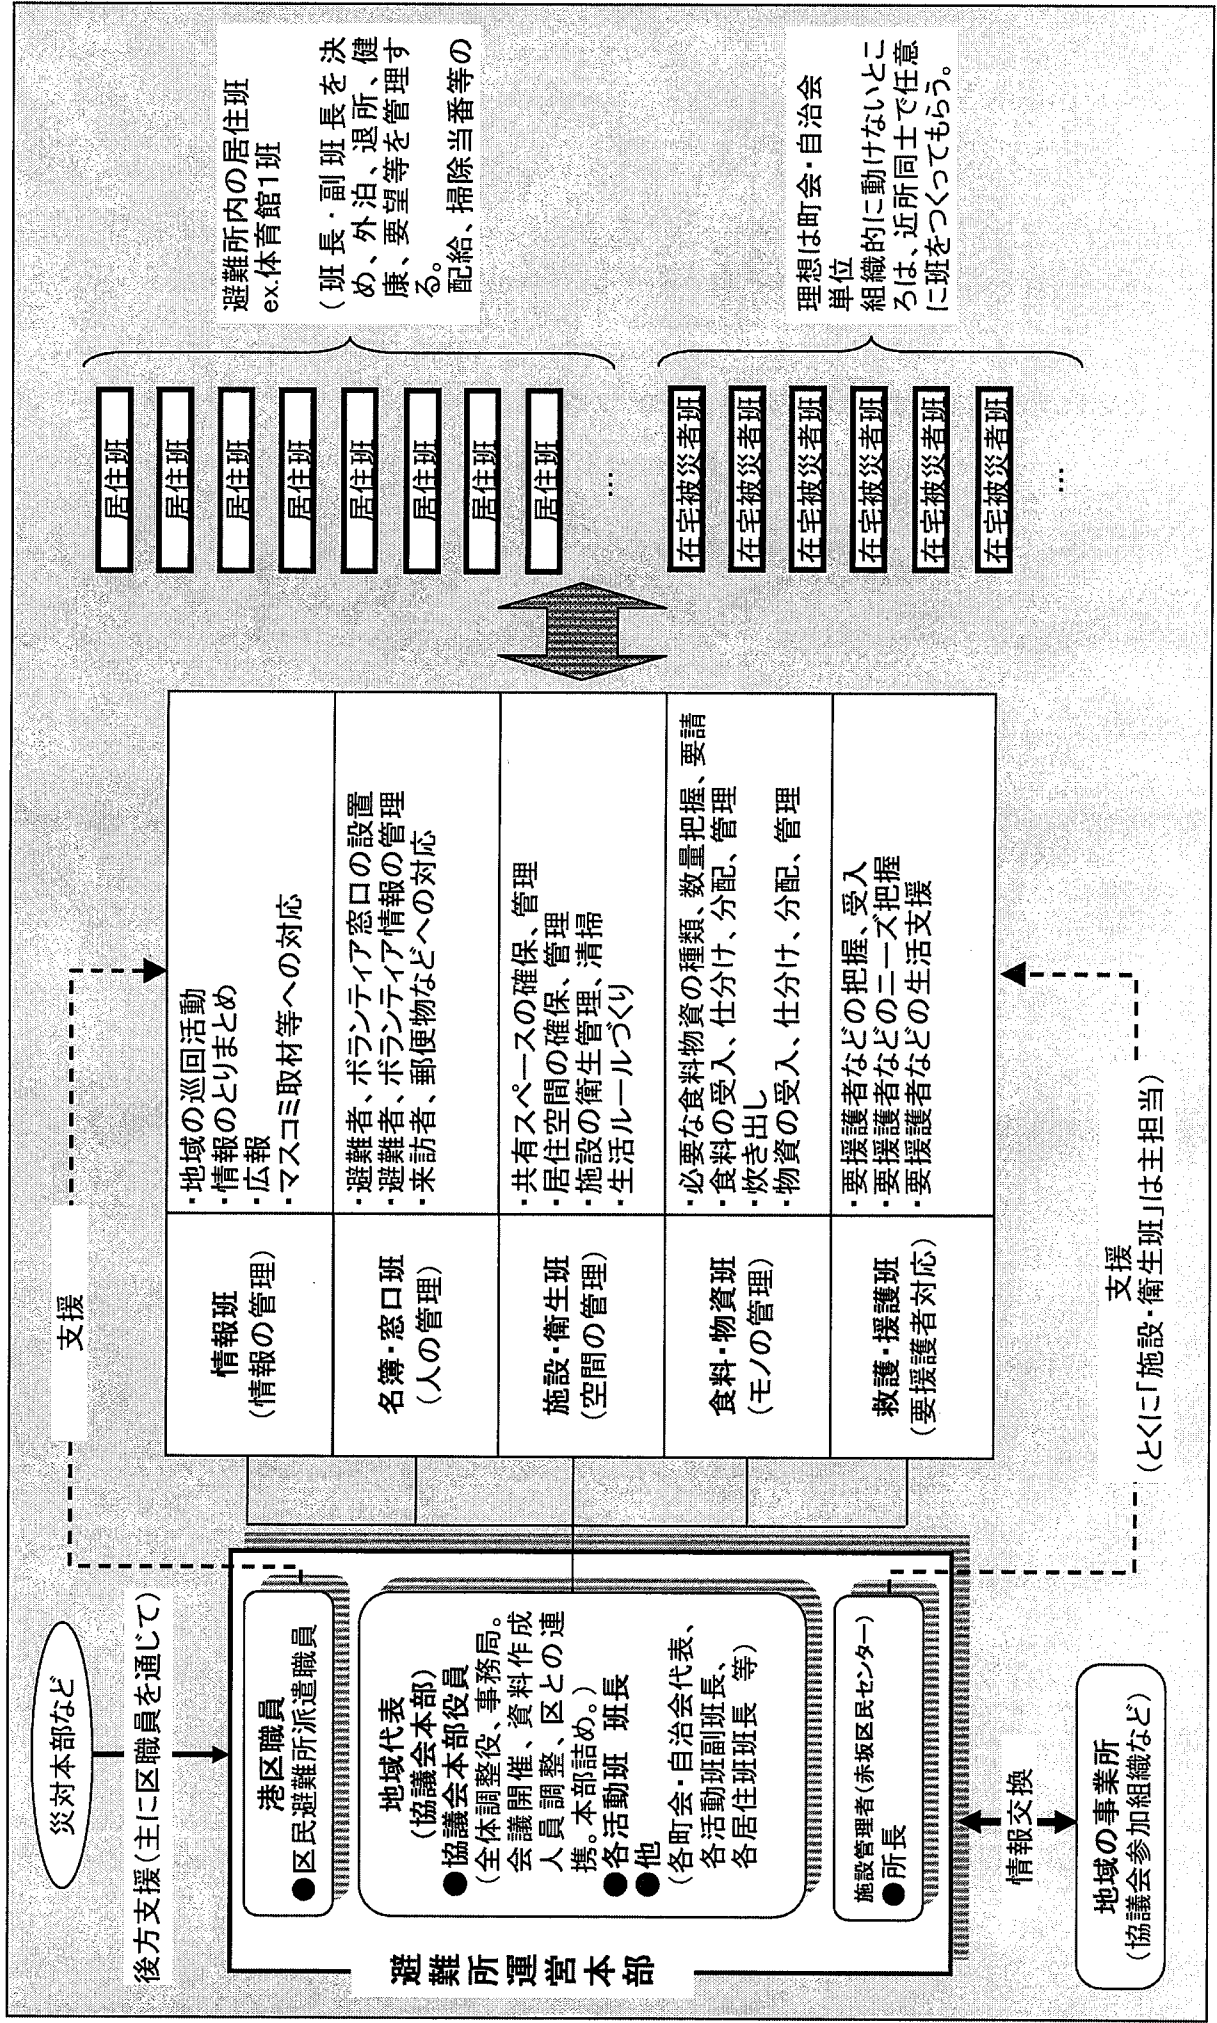 災対本部など
後方支援(主に区職員を通じて)
避難所運営本部
港区職員
●区民避難所派遣職員
地域代表
(協議会本部)
●協議会本部役員
(全体調整役、事務局。
会議開催、資料作成
人員調整、区との連
携。本部詰め。)
●各活動班 班長
●他
(各町会・自治会代表、
各活動班副班長、
各居住班班長 等)
施設管理者(赤坂区民センター)
●所長
情報交換
地域の事業所
(協議会参加組織など)
支援
情報班
(情報の管理)
・地域の巡回活動
・情報のとりまとめ
・広報
・マスコミ取材等への対応
名簿・窓口班
(人の管理)
・避難者、ボランティア窓口の設置
・避難者、ボランティア情報の管理
・来訪者、郵便物などへの対応
施設・衛生班
(空間の管理)
・共有スペースの確保、管理
・居住空間の確保、管理
・施設の衛生管理、清掃
・生活ルールづくり
食料・物資班
(モノの管理)
・必要な食料物資の種類、数量把握、要請
・食料の受入、仕分け、分配、管理
・炊き出し
・物資の受入、仕分け、分配、管理
救護・援護班
(要援護者対応)
・要援護者などの把握、受入
・要援護者などのニーズ把握
・要援護者などの生活支援
支援
(とくに「施設・衛生班」は主担当)
居住班
居住班
居住班
居住班
居住班
居住班
居住班
居住班
…
在宅被災者班
在宅被災者班
在宅被災者班
在宅被災者班
在宅被災者班
在宅被災者班
…
避難所内の居住班
ex.体育館1班
(班長・副班長を決
め、外泊、退所、健
康、要望等を管理す
る。
配給、掃除当番等の
理想は町会・自治会
単位
組織的に動けないとこ
ろは、近所同士で任意
に班をつくってもらう。